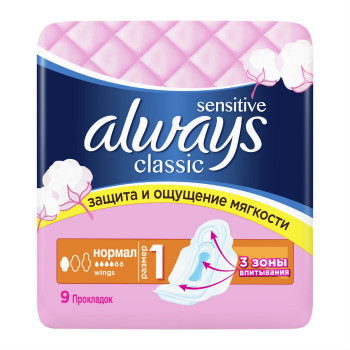 sensitive
always
classic
защита и ощущение мягкости
нормал
wings
размер
1
3 зоны
впитывания
9 Прокладок